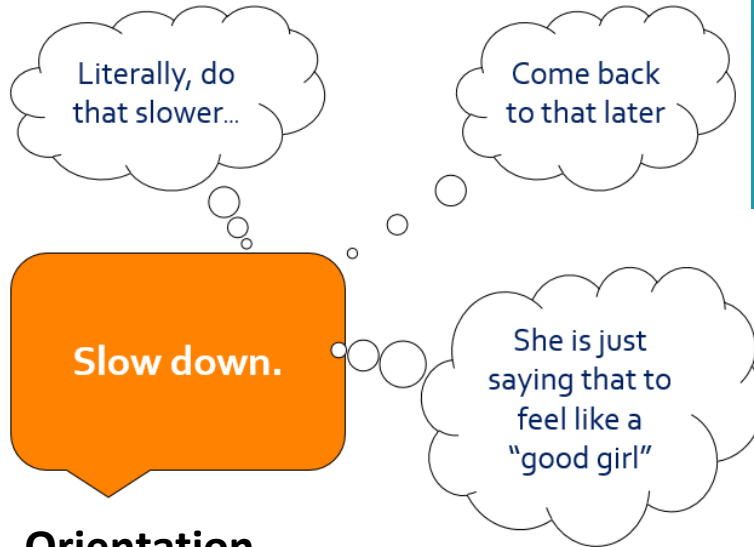 Literally, do
that slower...
Come back
to that later
Slow down.
She is just
saying that to
feel like a
“good girl”
Orientation